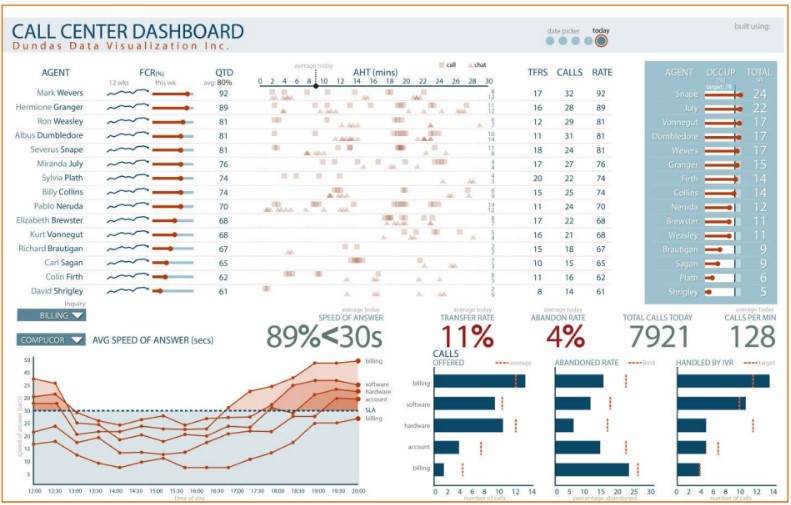 CALL CENTER DASHBOARD
Dundas Data Visualization Inc.
date picker today
built using:
AGENT FCR(%) QTD AHT (mins) TFRS CALLS RATE
12 wks this wk avg: 80%
average today
call chat
0 2 4 6 8 10 12 14 16 18 20 22 24 26 28 30
Mark Wevers 92 17 32 92
Hermione Granger 89 16 28 89
Ron Weasley 81 12 29 81
Albus Dumbledore 81 11 31 81
Severus Snape 81 18 24 81
Miranda July 76 17 27 76
Sylvia Plath 74 20 22 74
Billy Collins 74 15 25 74
Pablo Neruda 70 11 24 70
Elizabeth Brewster 68 17 22 68
Kurt Vonnegut 68 16 21 68
Richard Brautigan 67 15 18 67
Carl Sagan 65 10 15 65
Colin Firth 62 11 16 62
David Shrigley 61 8 14 61
AGENT OCCUP TOTAL
Snape 24
July 22
Vonnegut 17
Dumbledore 17
Wevers 17
Granger 15
Firth 14
Collins 14
Neruda 12
Brewster 11
Weasley 11
Brautigan 9
Sagan 9
Plath 6
Shrigley 5
Inquiry
BILLING
COMPUCOR
AVG SPEED OF ANSWER (secs)
average today
SPEED OF ANSWER
89%<30s
average today
TRANSFER RATE
11%
average today
ABANDON RATE
4%
TOTAL CALLS TODAY
7921
average today
CALLS PER MIN
128
billing
software
hardware
account
SLA
billing
speed of answer (secs)
12:00 12:30 13:00 13:30 14:00 14:30 15:00 15:30 16:00 16:30 17:00 17:30 18:00 18:30 19:00 19:30 20:00
time of day
CALLS
OFFERED average
billing
software
hardware
account
billing
0 2 4 6 8 10 12 14
number of calls
ABANDONED RATE limit
0 5 10 15 20 25 30
percentage abandoned
HANDLED BY IVR target
0 2 4 6 8 10 12 14
number of calls